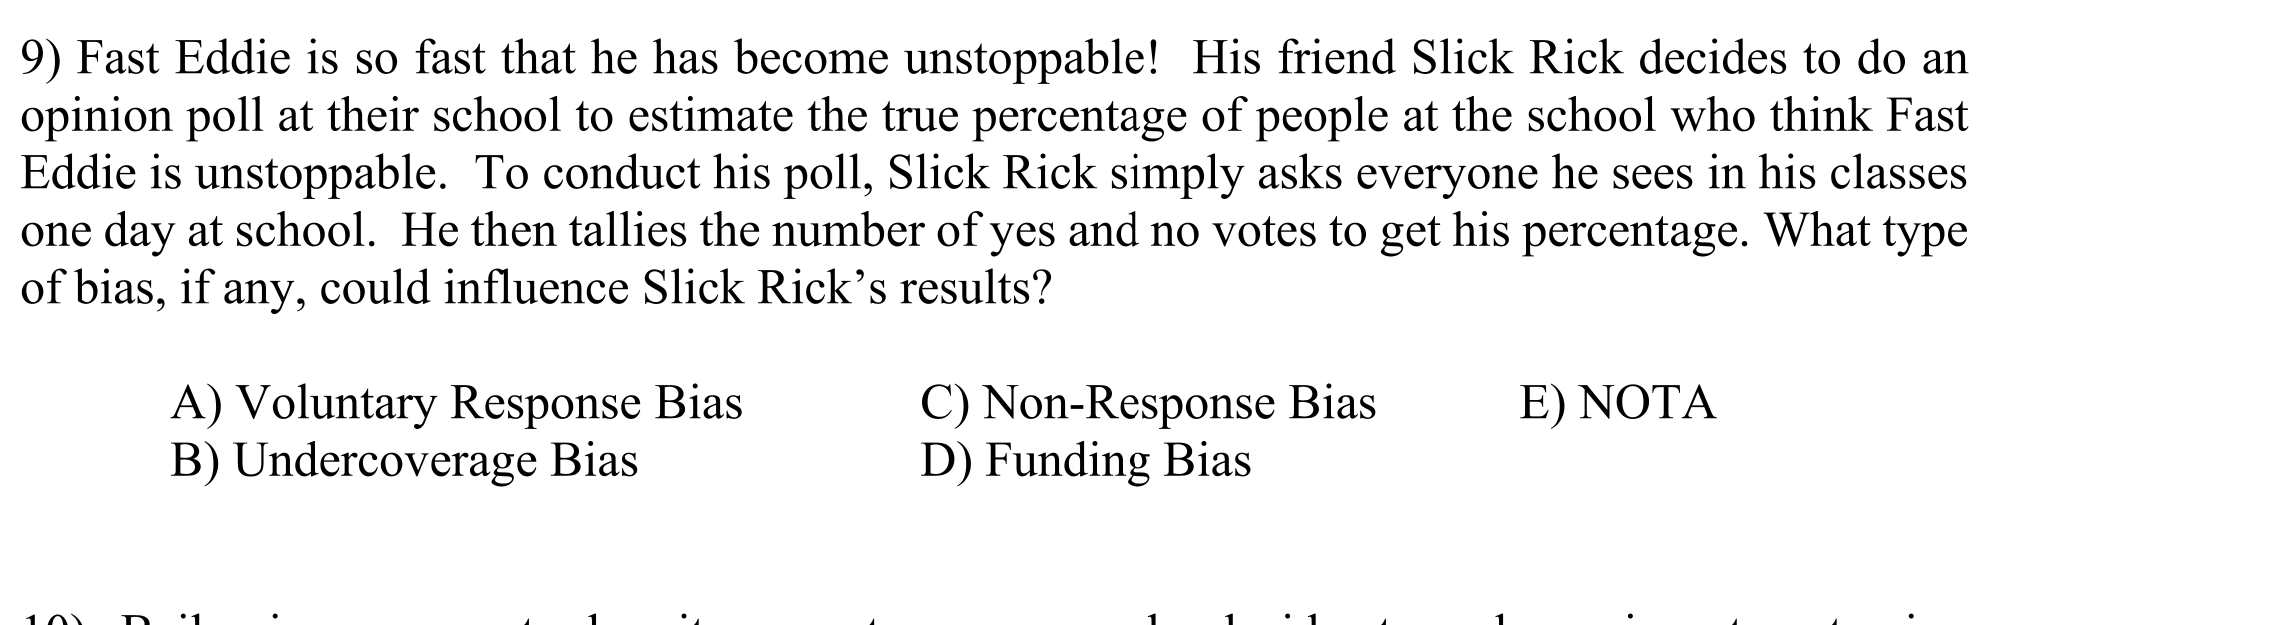 9) Fast Eddie is so fast that he has become unstoppable!  His friend Slick Rick decides to do an
opinion poll at their school to estimate the true percentage of people at the school who think Fast
Eddie is unstoppable.  To conduct his poll, Slick Rick simply asks everyone he sees in his classes
one day at school.  He then tallies the number of yes and no votes to get his percentage. What type
of bias, if any, could influence Slick Rick’s results?
A) Voluntary Response Bias C) Non-Response Bias E) NOTA
B) Undercoverage Bias D) Funding Bias
10)